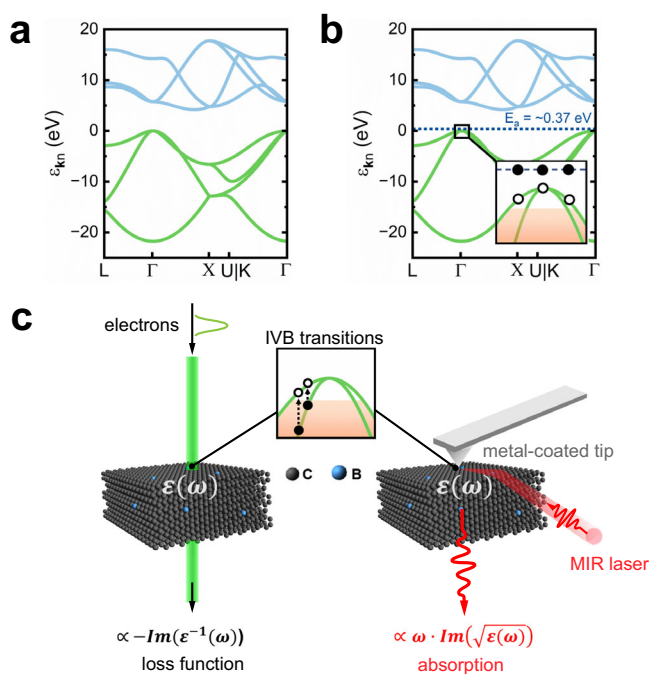 a
20
10
0
−10
−20
ε_kn (eV)
L Γ X U|K Γ
b
20
10
0
−10
−20
ε_kn (eV)
E_a = ~0.37 eV
L Γ X U|K Γ
c
electrons
IVB transitions
metal-coated tip
C B
ε(ω)
ε(ω)
MIR laser
∝ −Im(ε⁻¹(ω))
loss function
∝ ω · Im(√ε(ω))
absorption